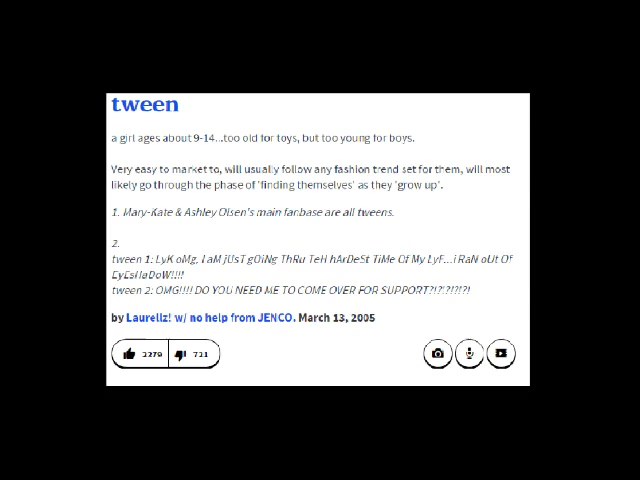 tween
a girl ages about 9-14...too old for toys, but too young for boys.
Very easy to market to, will usually follow any fashion trend set for them, will most
likely go through the phase of 'finding themselves' as they 'grow up'.
1. Mary-Kate & Ashley Olsen's main fanbase are all tweens.
2.
tween 1: LyK oMg, I aM jUsT gOiNg ThRu TeH hArDeSt TiMe Of My LyF...i RaN oUt Of
EyEsHaDoW!!!!
tween 2: OMG!!!! DO YOU NEED ME TO COME OVER FOR SUPPORT?!?!?!?!?!
by Laurellz! w/ no help from JENCO. March 13, 2005
2279 721